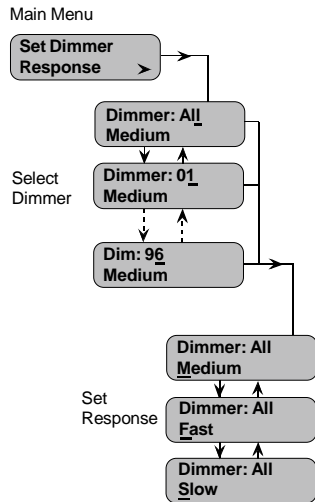 Main Menu
Set Dimmer
Response
Dimmer: All
Medium
Select
Dimmer
Dimmer: 01
Medium
Dim: 96
Medium
Dimmer: All
Medium
Set
Response
Dimmer: All
Fast
Dimmer: All
Slow